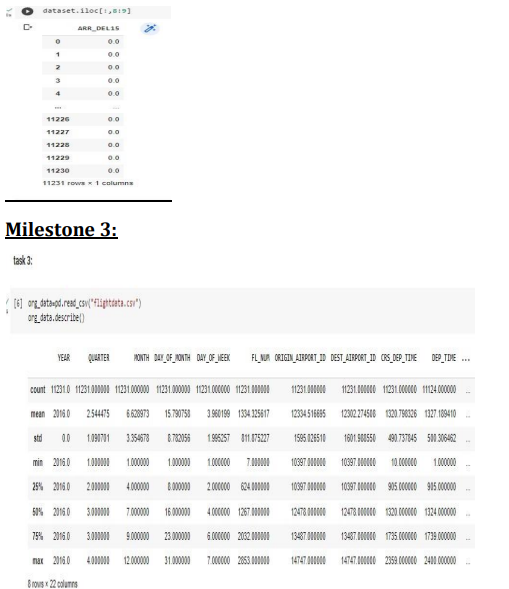 dataset.iloc[:,8:9]
ARR_DEL15
0 0.0
1 0.0
2 0.0
3 0.0
4 0.0
... ...
11226 0.0
11227 0.0
11228 0.0
11229 0.0
11230 0.0
11231 rows × 1 columns
Milestone 3:
task 3:
[6] org_data=pd.read_csv("flightdata.csv")
org_data.describe()
YEAR QUARTER MONTH DAY_OF_MONTH DAY_OF_WEEK FL_NUM ORIGIN_AIRPORT_ID DEST_AIRPORT_ID CRS_DEP_TIME DEP_TIME ...
count 11231.0 11231.000000 11231.000000 11231.000000 11231.000000 11231.000000 11231.000000 11231.000000 11231.000000 11124.000000 ...
mean 2016.0 2.544475 6.628973 15.790758 3.960199 1334.325617 12334.516695 12302.274508 1320.798326 1327.189410 ...
std 0.0 1.090701 3.354678 8.782056 1.995257 811.875227 1595.026510 1601.988550 490.737845 500.306462 ...
min 2016.0 1.000000 1.000000 1.000000 1.000000 7.000000 10397.000000 10397.000000 10.000000 1.000000 ...
25% 2016.0 2.000000 4.000000 8.000000 2.000000 624.000000 10397.000000 10397.000000 905.000000 905.000000 ...
50% 2016.0 3.000000 7.000000 16.000000 4.000000 1267.000000 12478.000000 12478.000000 1320.000000 1324.000000 ...
75% 2016.0 3.000000 9.000000 23.000000 6.000000 2032.000000 13487.000000 13487.000000 1735.000000 1739.000000 ...
max 2016.0 4.000000 12.000000 31.000000 7.000000 2853.000000 14747.000000 14747.000000 2359.000000 2400.000000 ...
8 rows × 22 columns